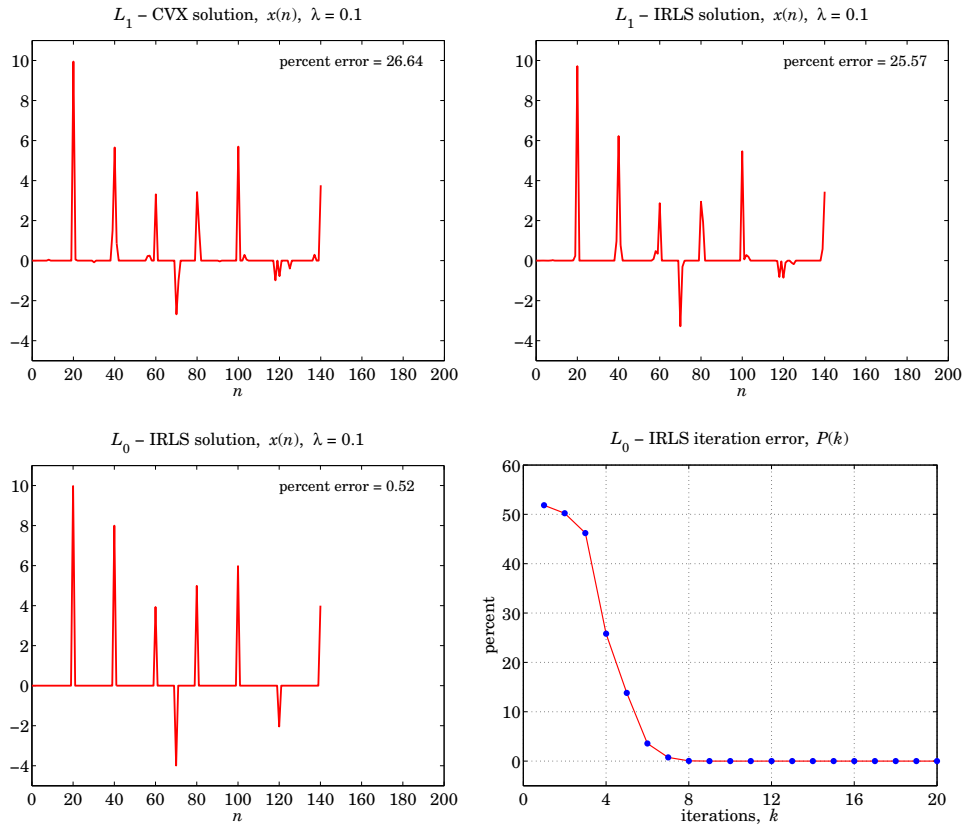 L₁ − CVX solution, x(n), λ = 0.1
percent error = 26.64
10
8
6
4
2
0
−2
−4
0 20 40 60 80 100 120 140 160 180 200
n
L₁ − IRLS solution, x(n), λ = 0.1
percent error = 25.57
10
8
6
4
2
0
−2
−4
0 20 40 60 80 100 120 140 160 180 200
n
L₀ − IRLS solution, x(n), λ = 0.1
percent error = 0.52
10
8
6
4
2
0
−2
−4
0 20 40 60 80 100 120 140 160 180 200
n
L₀ − IRLS iteration error, P(k)
percent
60
50
40
30
20
10
0
0 4 8 12 16 20
iterations, k